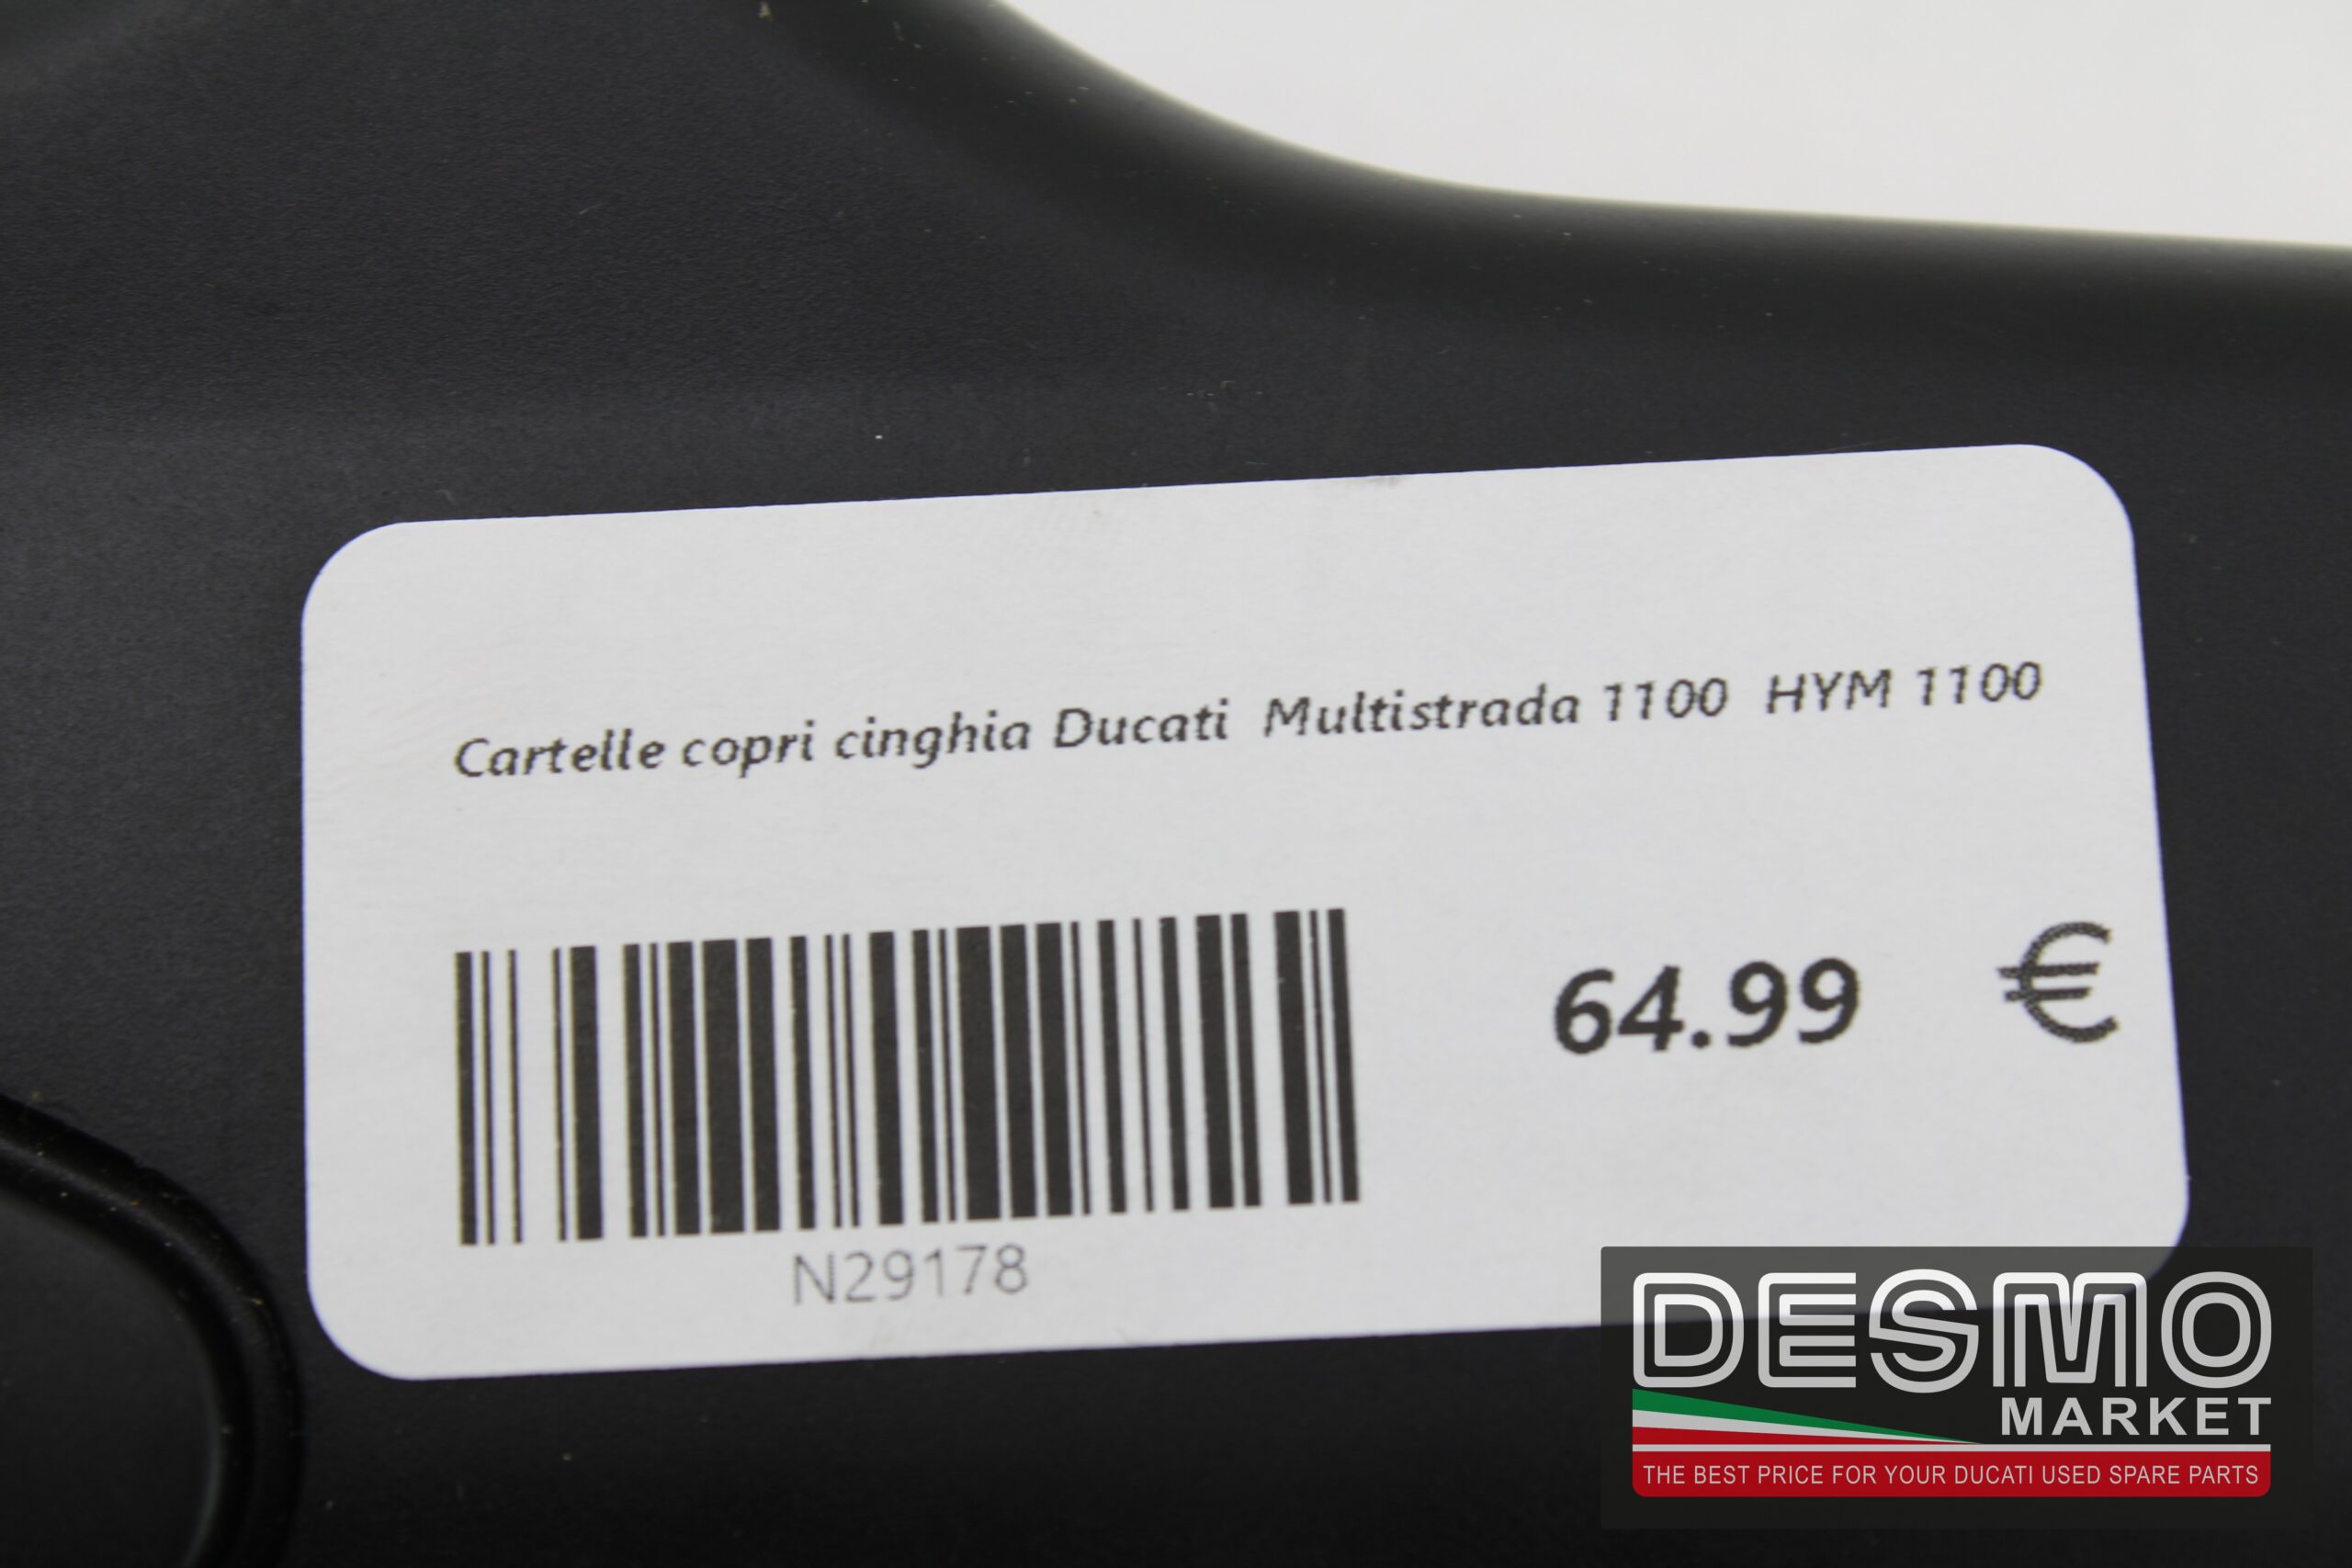 Cartelle copri cinghia Ducati Multistrada 1100 HYM 1100
64.99 €
N29178
DESMO
MARKET
THE BEST PRICE FOR YOUR DUCATI USED SPARE PARTS